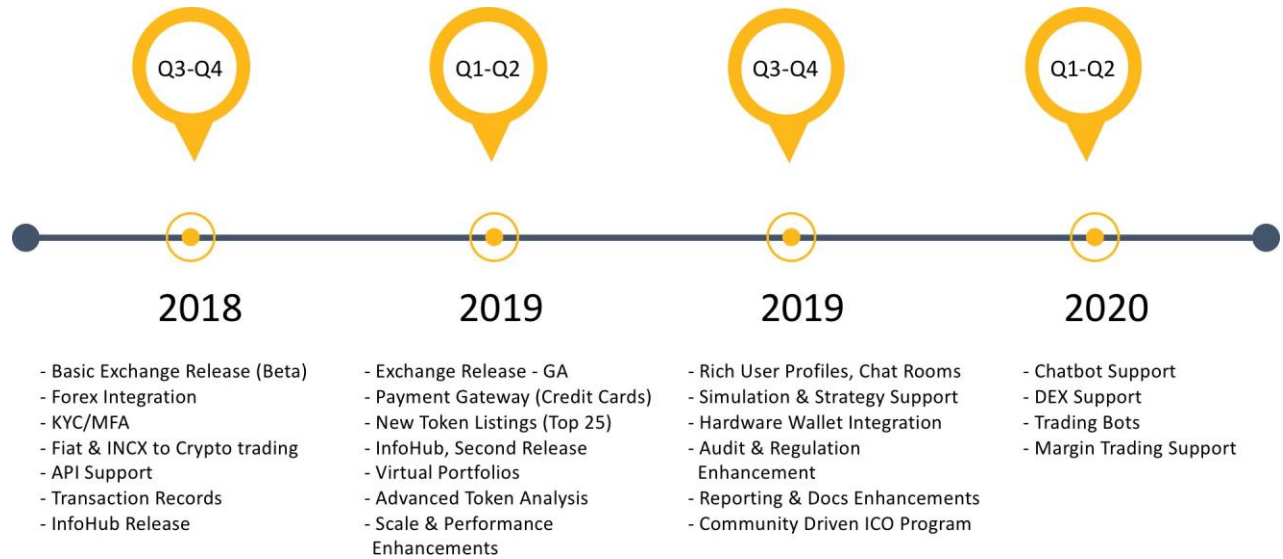 Q3-Q4
Q1-Q2
Q3-Q4
Q1-Q2
2018
2019
2019
2020
- Basic Exchange Release (Beta)
- Forex Integration
- KYC/MFA
- Fiat & INCX to Crypto trading
- API Support
- Transaction Records
- InfoHub Release
- Exchange Release - GA
- Payment Gateway (Credit Cards)
- New Token Listings (Top 25)
- InfoHub, Second Release
- Virtual Portfolios
- Advanced Token Analysis
- Scale & Performance
Enhancements
- Rich User Profiles, Chat Rooms
- Simulation & Strategy Support
- Hardware Wallet Integration
- Audit & Regulation
Enhancement
- Reporting & Docs Enhancements
- Community Driven ICO Program
- Chatbot Support
- DEX Support
- Trading Bots
- Margin Trading Support